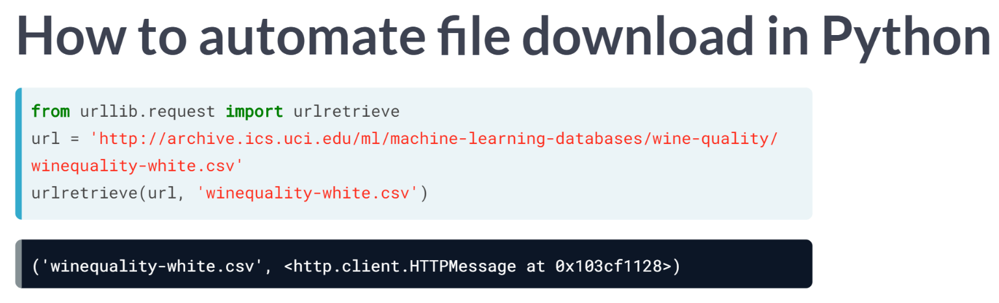 How to automate file download in Python
from urllib.request import urlretrieve
url = 'http://archive.ics.uci.edu/ml/machine-learning-databases/wine-quality/
winequality-white.csv'
urlretrieve(url, 'winequality-white.csv')
('winequality-white.csv', <http.client.HTTPMessage at 0x103cf1128>)